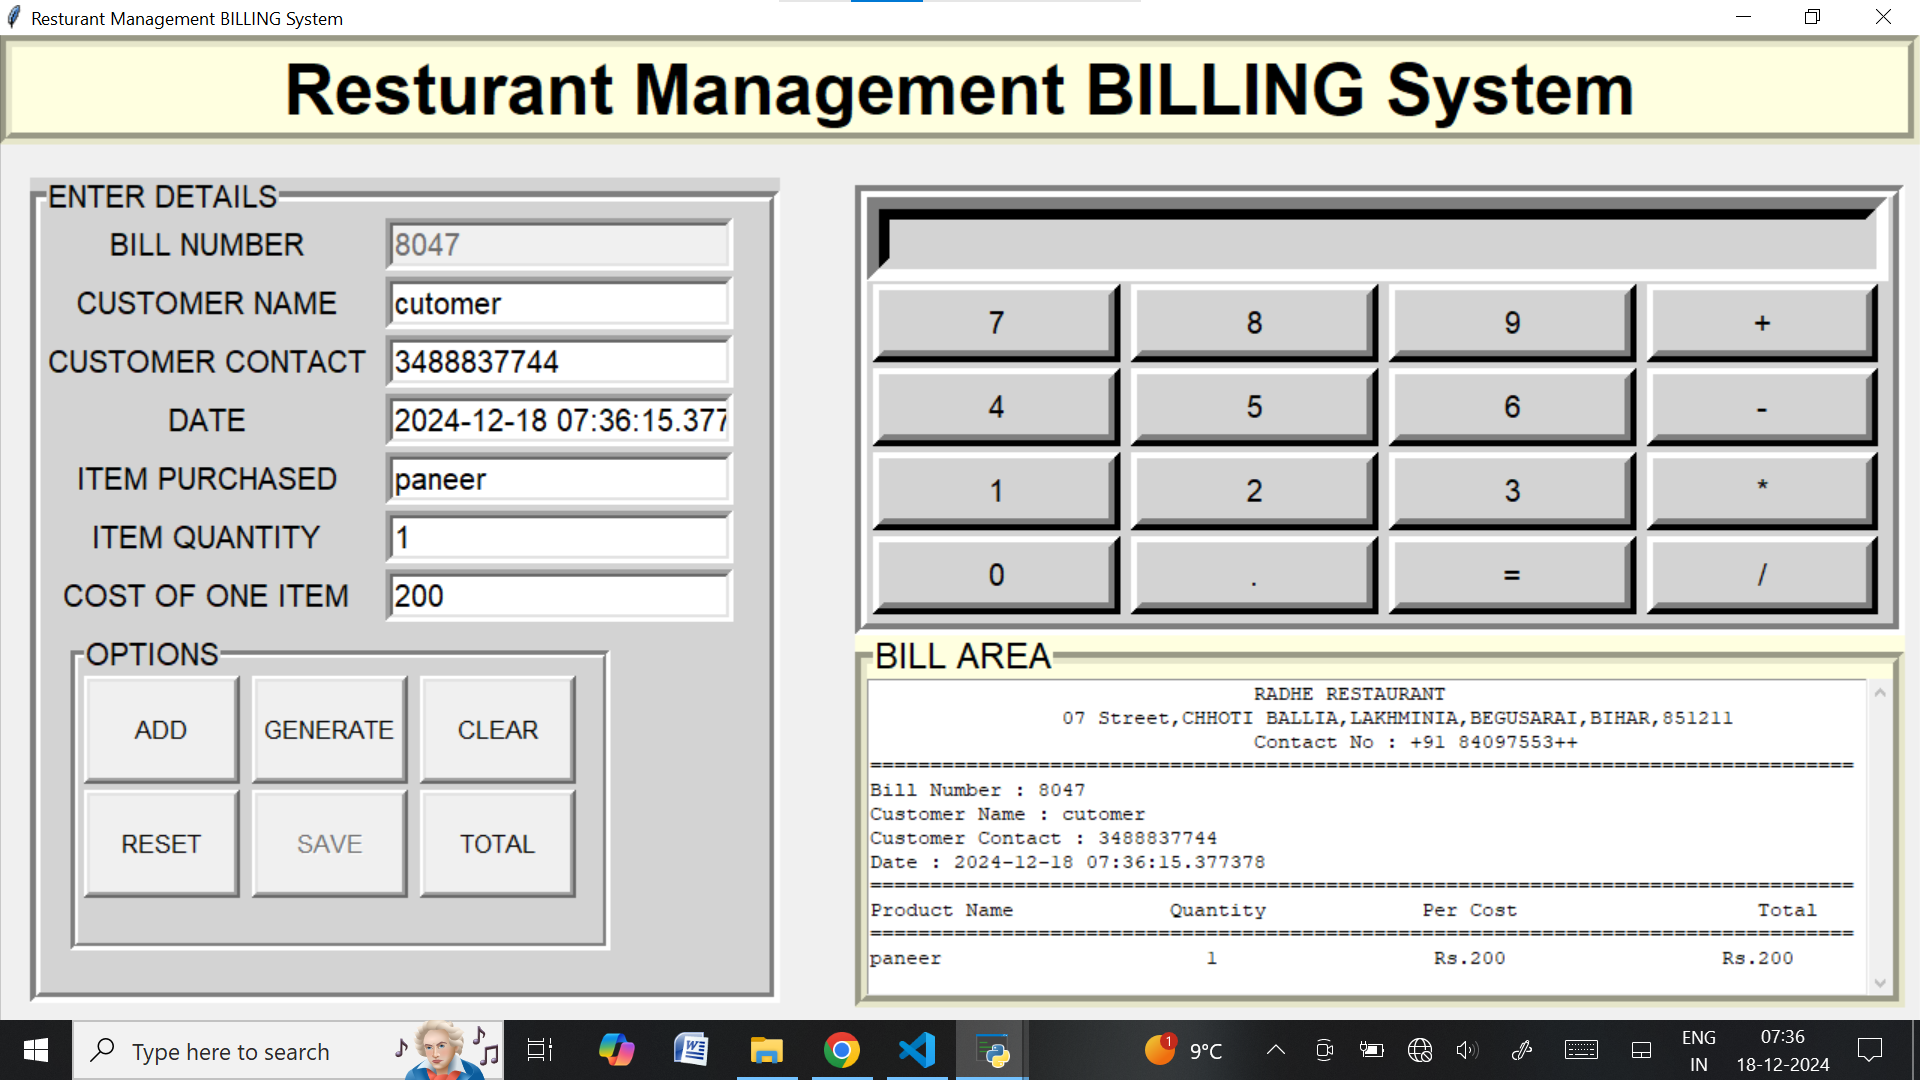 Resturant Management BILLING System
Resturant Management BILLING System
ENTER DETAILS
BILL NUMBER 8047
CUSTOMER NAME cutomer
CUSTOMER CONTACT 3488837744
DATE 2024-12-18 07:36:15.377
ITEM PURCHASED paneer
ITEM QUANTITY 1
COST OF ONE ITEM 200
OPTIONS
ADD GENERATE CLEAR
RESET SAVE TOTAL
7 8 9 +
4 5 6 -
1 2 3 *
0 . = /
BILL AREA
RADHE RESTAURANT
07 Street,CHHOTI BALLIA,LAKHMINIA,BEGUSARAI,BIHAR,851211
Contact No : +91 84097553++
==================================================================================
Bill Number : 8047
Customer Name : cutomer
Customer Contact : 3488837744
Date : 2024-12-18 07:36:15.377378
==================================================================================
Product Name Quantity Per Cost Total
==================================================================================
paneer 1 Rs.200 Rs.200
Type here to search
1
9°C
ENG
IN
07:36
18-12-2024